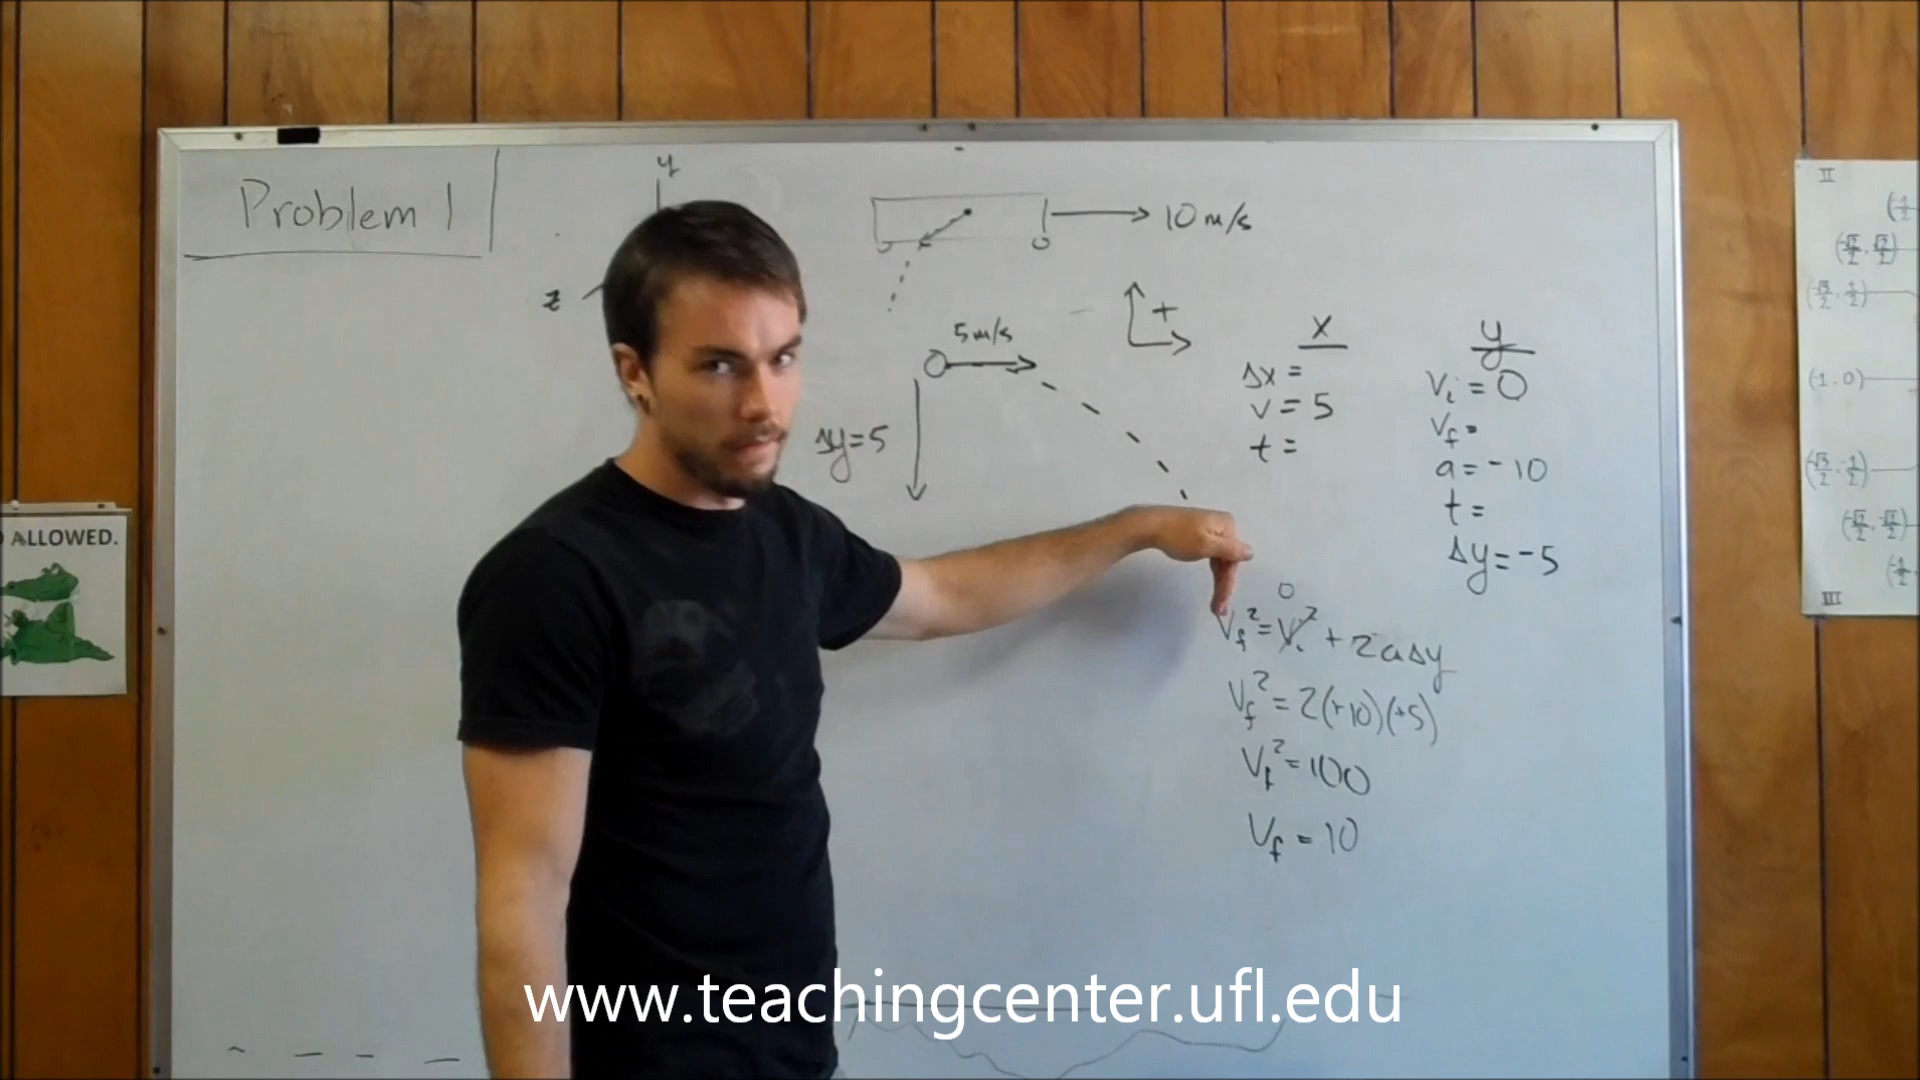 Problem 1
y
z
10 m/s
5 m/s
+
Δy=5
x
Δx =
v = 5
t =
y
Vi = 0
Vf =
a = -10
t =
Δy = -5
0
Vf² = Vi² + 2aΔy
Vf² = 2(+10)(+5)
Vf² = 100
Vf = 10
ALLOWED.
II
(-√2/2, √2/2)
(-√3/2, 1/2)
(-1, 0)
(-√3/2, -1/2)
(-√2/2, -√2/2)
III
www.teachingcenter.ufl.edu